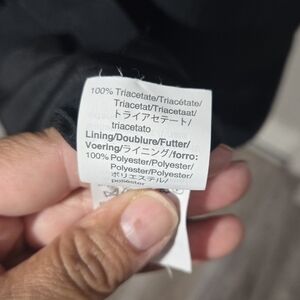 100% Triacetate/Triacétate/
Triacetat/Triacetaat/
トライアセテート/
triacetato
Lining/Doublure/Futter/
Voering/ライニング/forro:
100% Polyester/Polyester/
Polyester/Polyester/
ポリエステル/
poliéster